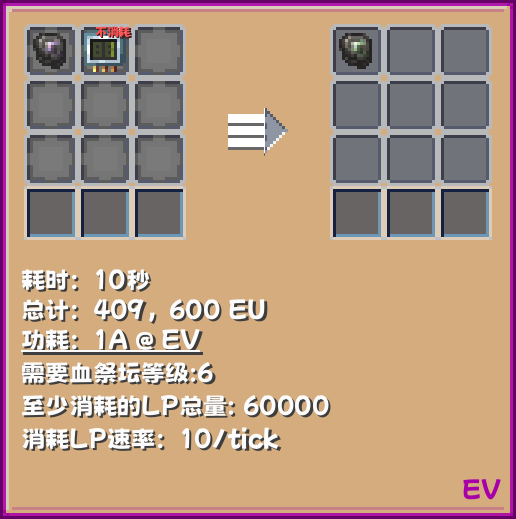 不消耗
耗时: 10秒
总计: 409, 600 EU
功耗: 1A @ EV
需要血祭坛等级:6
至少消耗的LP总量: 60000
消耗LP速率: 10/tick
EV